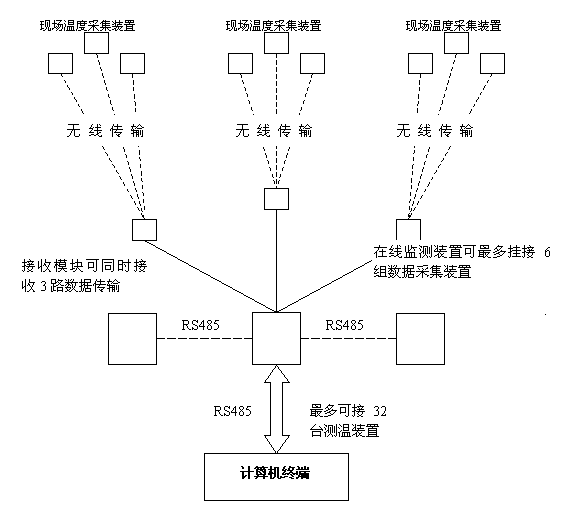 现场温度采集装置
现场温度采集装置
现场温度采集装置
无线传输
无线传输
无线传输
接收模块可同时接
收3路数据传输
在线监测装置可最多挂接 6
组数据采集装置
RS485
RS485
RS485
最多可接 32
台测温装置
计算机终端